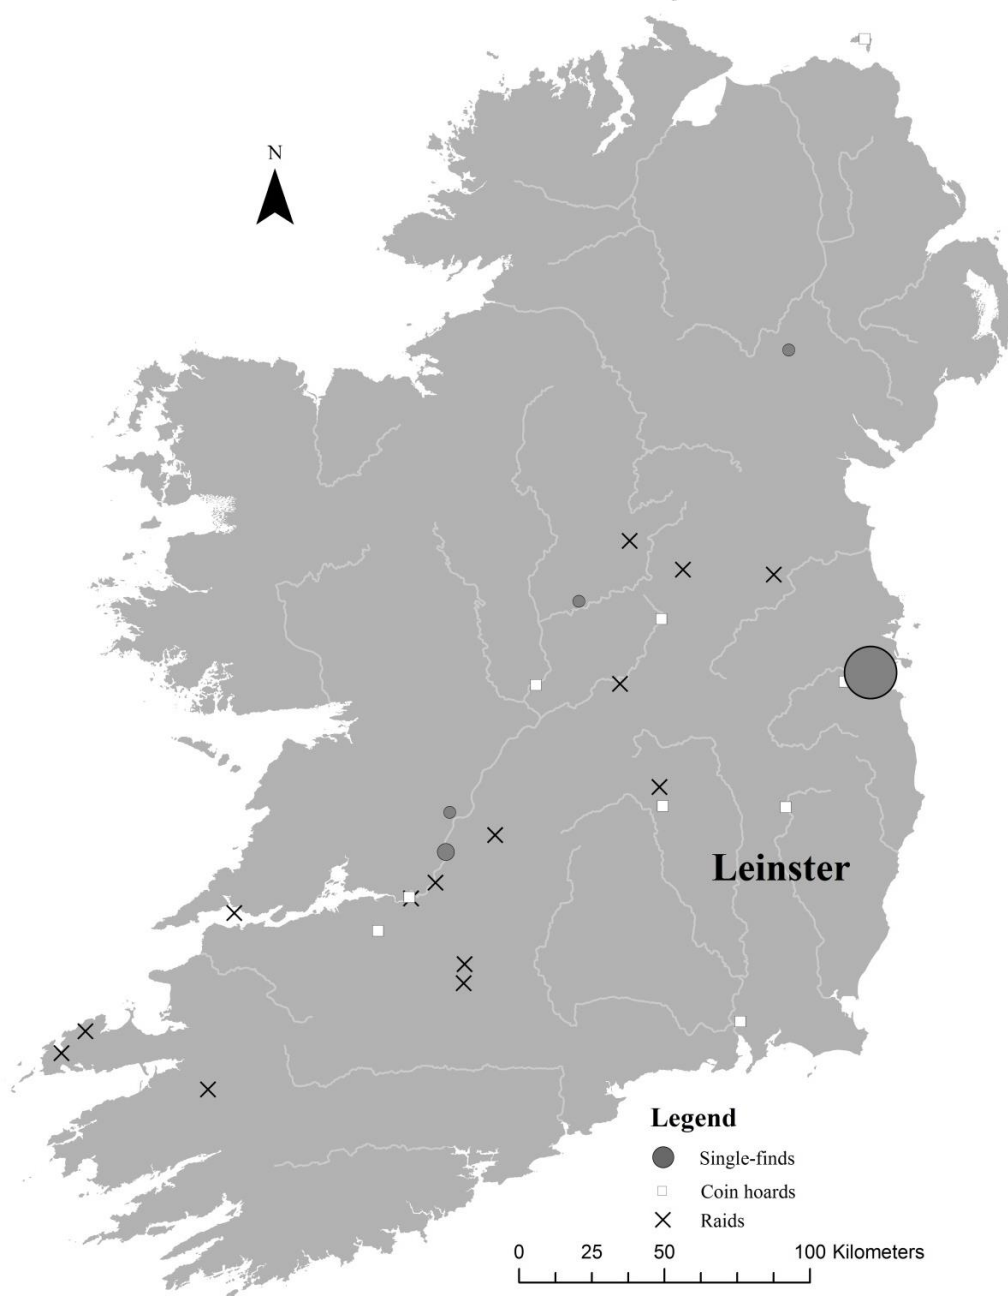 N
Leinster
Legend
Single-finds
Coin hoards
Raids
0 25 50 100 Kilometers